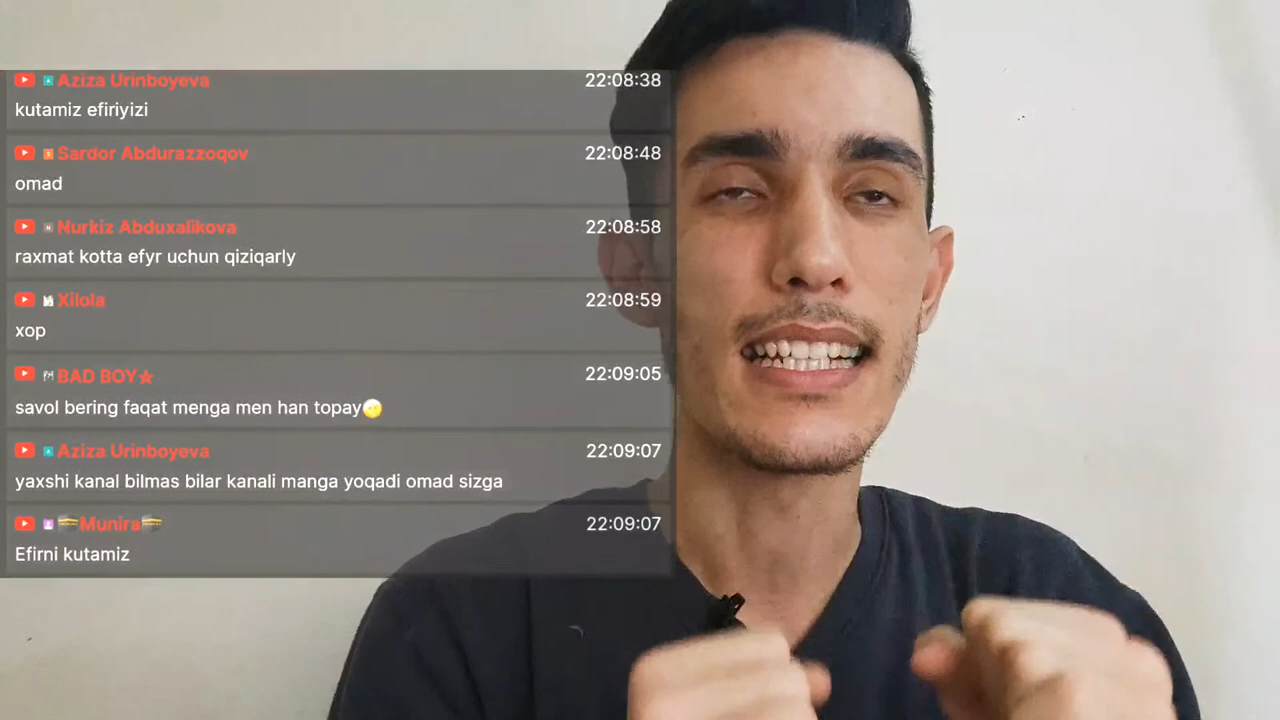 Aziza Urinboyeva 22:08:38
kutamiz efiriyizi
Sardor Abdurazzoqov 22:08:48
omad
Nurkiz Abduxalikova 22:08:58
raxmat kotta efyr uchun qiziqarly
Xilola 22:08:59
xop
BAD BOY☆ 22:09:05
savol bering faqat menga men han topay😶
Aziza Urinboyeva 22:09:07
yaxshi kanal bilmas bilar kanali manga yoqadi omad sizga
🕋Munira🕋 22:09:07
Efirni kutamiz